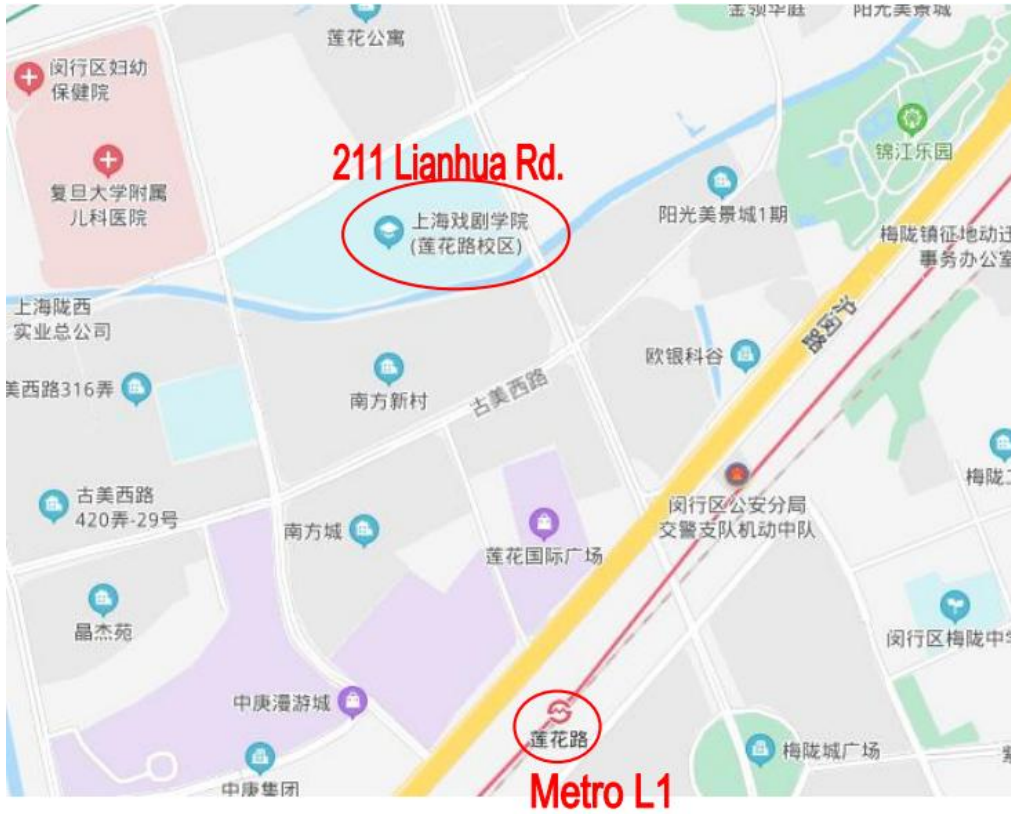 金领华庭
阳光美景城
莲花公寓
闵行区妇幼
保健院
锦江乐园
211 Lianhua Rd.
复旦大学附属
儿科医院
上海戏剧学院
(莲花路校区)
阳光美景城1期
梅陇镇征地动迁
事务办公室
上海陇西
实业总公司
沪闵路
欧银科谷
美西路316弄
南方新村
古美西路
梅陇二
闵行区公安分局
交警支队机动中队
古美西路
420弄-29号
南方城
莲花国际广场
晶杰苑
闵行区梅陇中学
中庚漫游城
莲花路
梅陇城广场
中庚集团
Metro L1